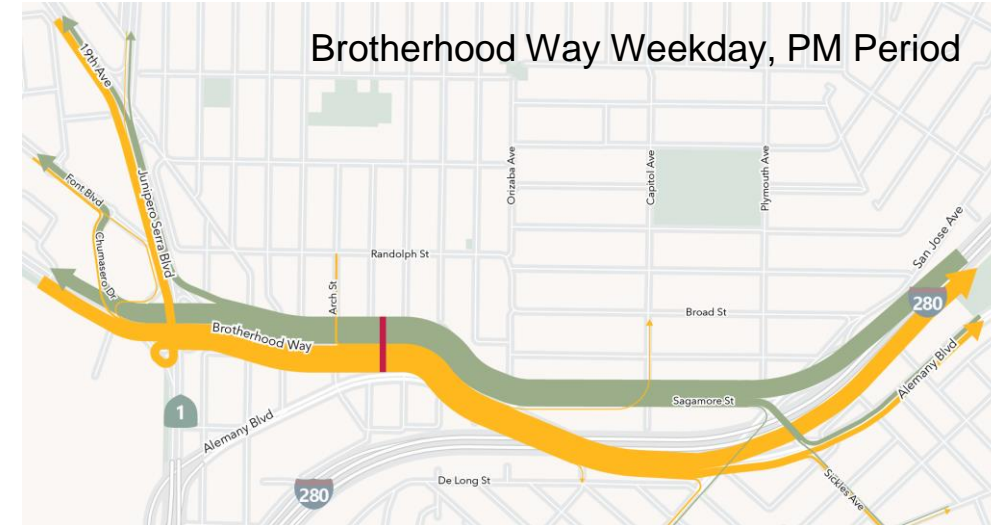 Brotherhood Way Weekday, PM Period
19th Ave
Junipero Serra Blvd
Font Blvd
Chumasero Dr
Orizaba Ave
Capitol Ave
Plymouth Ave
San Jose Ave
Randolph St
Arch St
Broad St
280
Brotherhood Way
Sagamore St
Alemany Blvd
1
Alemany Blvd
De Long St
280
Sickles Ave